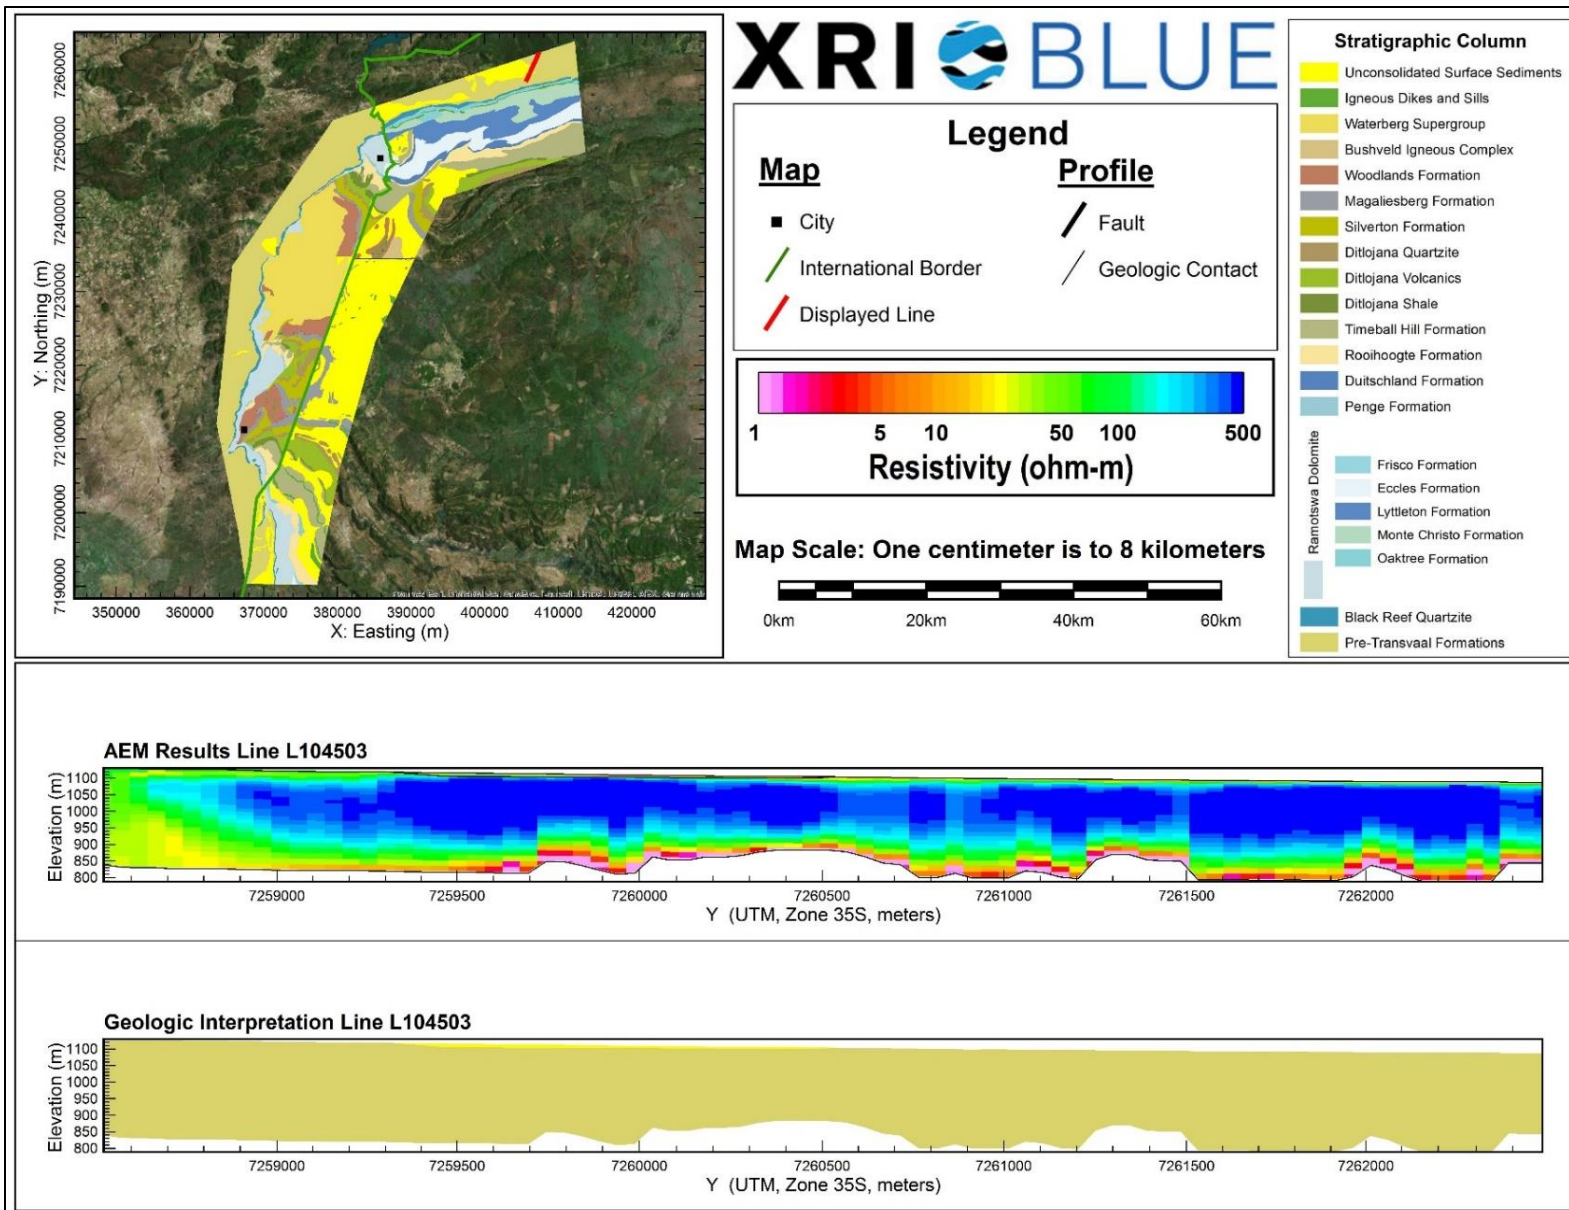 7260000
7250000
7240000
7230000
7220000
7210000
7200000
7190000
Y: Northing (m)
350000 360000 370000 380000 390000 400000 410000 420000
X: Easting (m)
XRI BLUE
Legend
Map
City
International Border
Displayed Line
Profile
Fault
Geologic Contact
1 5 10 50 100 500
Resistivity (ohm-m)
Map Scale: One centimeter is to 8 kilometers
0km 20km 40km 60km
Stratigraphic Column
Unconsolidated Surface Sediments
Igneous Dikes and Sills
Waterberg Supergroup
Bushveld Igneous Complex
Woodlands Formation
Magaliesberg Formation
Silverton Formation
Ditlojana Quartzite
Ditlojana Volcanics
Ditlojana Shale
Timeball Hill Formation
Rooihoogte Formation
Duitschland Formation
Penge Formation
Ramotswa Dolomite
Frisco Formation
Eccles Formation
Lyttleton Formation
Monte Christo Formation
Oaktree Formation
Black Reef Quartzite
Pre-Transvaal Formations
AEM Results Line L104503
Elevation (m)
1100
1050
1000
950
900
850
800
7259000 7259500 7260000 7260500 7261000 7261500 7262000
Y (UTM, Zone 35S, meters)
Geologic Interpretation Line L104503
Elevation (m)
1100
1050
1000
950
900
850
800
7259000 7259500 7260000 7260500 7261000 7261500 7262000
Y (UTM, Zone 35S, meters)